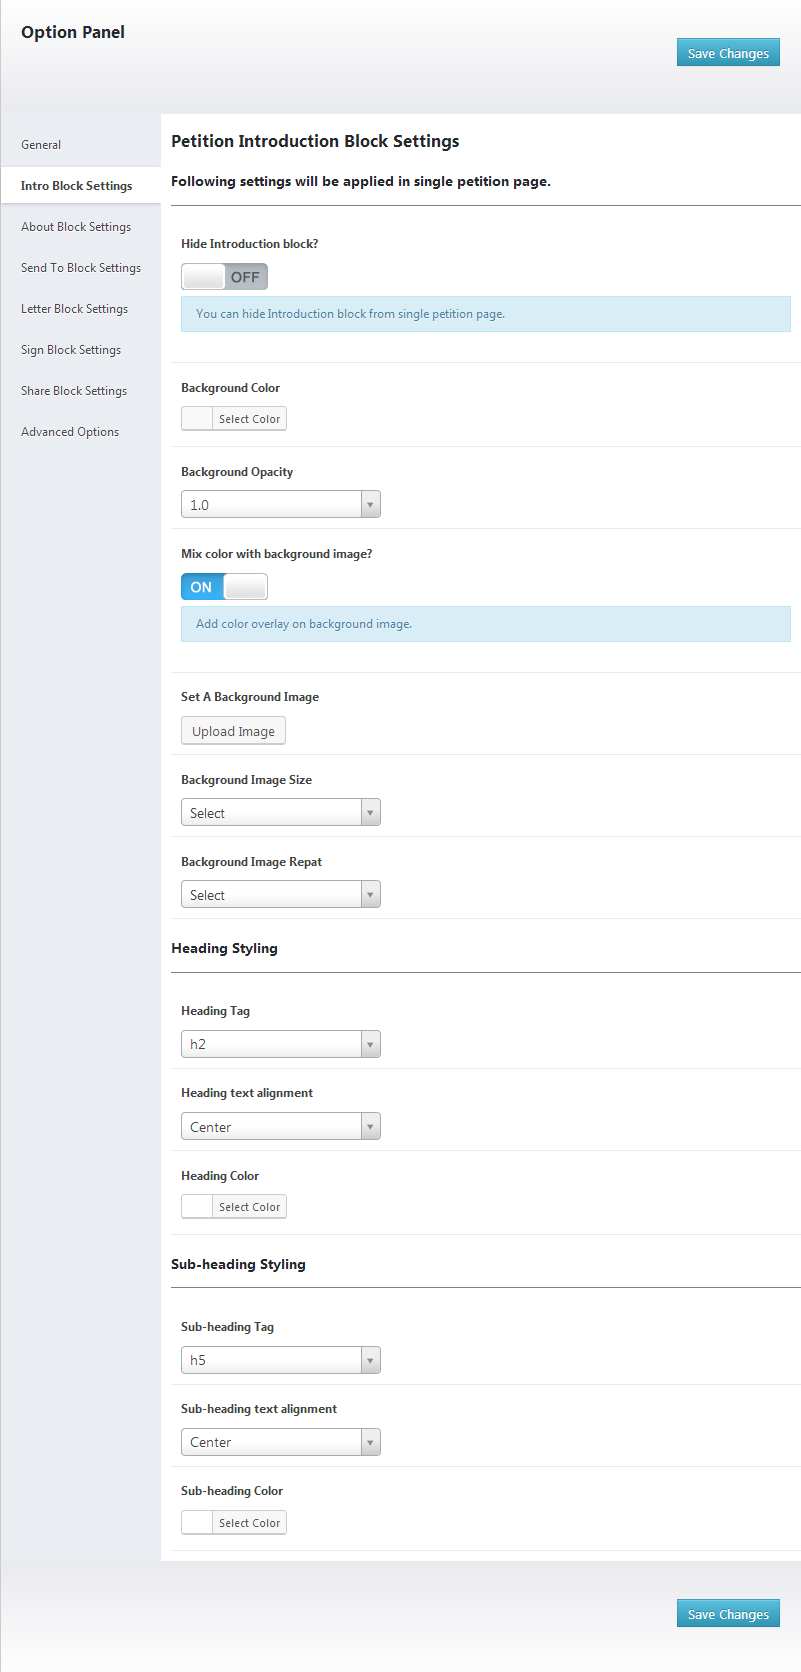 Option Panel
Save Changes
General
Intro Block Settings
About Block Settings
Send To Block Settings
Letter Block Settings
Sign Block Settings
Share Block Settings
Advanced Options
Petition Introduction Block Settings
Following settings will be applied in single petition page.
Hide Introduction block?
OFF
You can hide Introduction block from single petition page.
Background Color
Select Color
Background Opacity
1.0
Mix color with background image?
ON
Add color overlay on background image.
Set A Background Image
Upload Image
Background Image Size
Select
Background Image Repat
Select
Heading Styling
Heading Tag
h2
Heading text alignment
Center
Heading Color
Select Color
Sub-heading Styling
Sub-heading Tag
h5
Sub-heading text alignment
Center
Sub-heading Color
Select Color
Save Changes